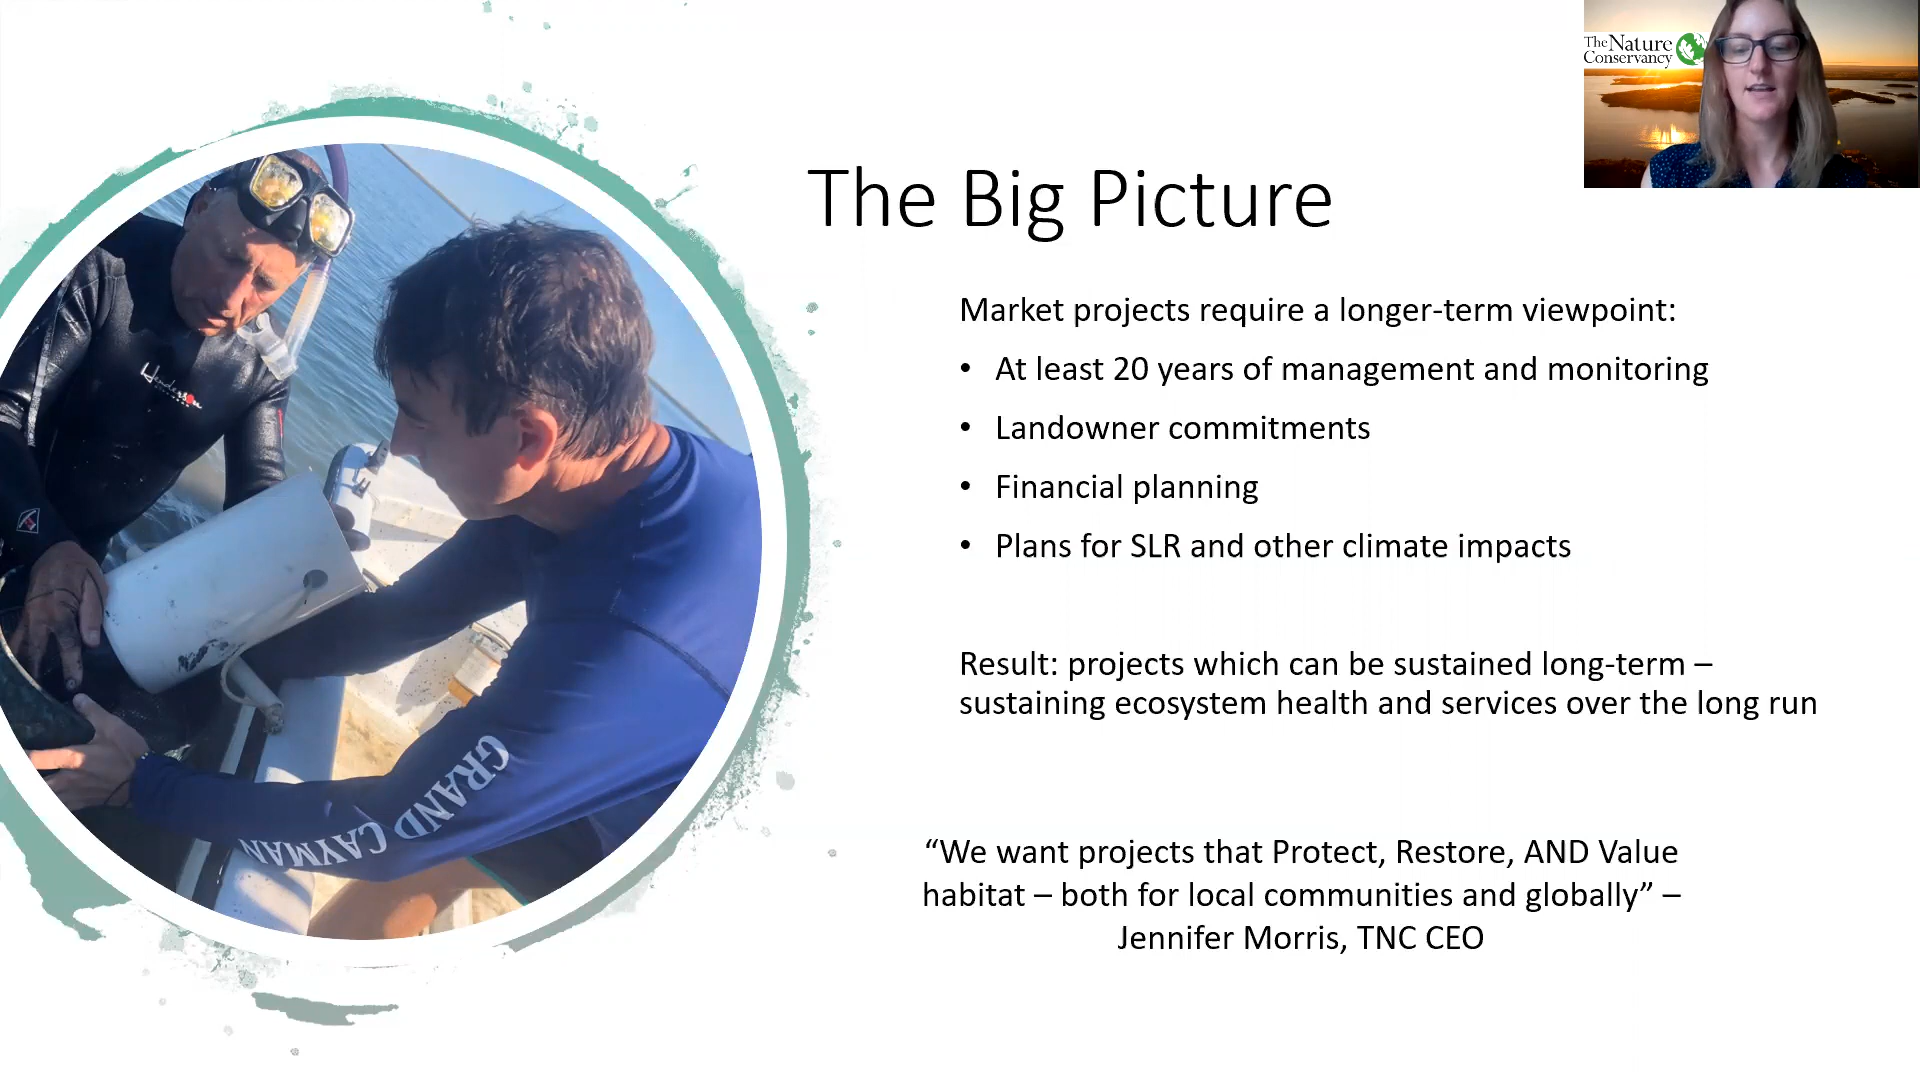 The Nature
Conservancy
The Big Picture
Market projects require a longer-term viewpoint:
• At least 20 years of management and monitoring
• Landowner commitments
• Financial planning
• Plans for SLR and other climate impacts
Result: projects which can be sustained long-term –
sustaining ecosystem health and services over the long run
“We want projects that Protect, Restore, AND Value
habitat – both for local communities and globally” –
Jennifer Morris, TNC CEO
Henderson
GRAND CAYMAN